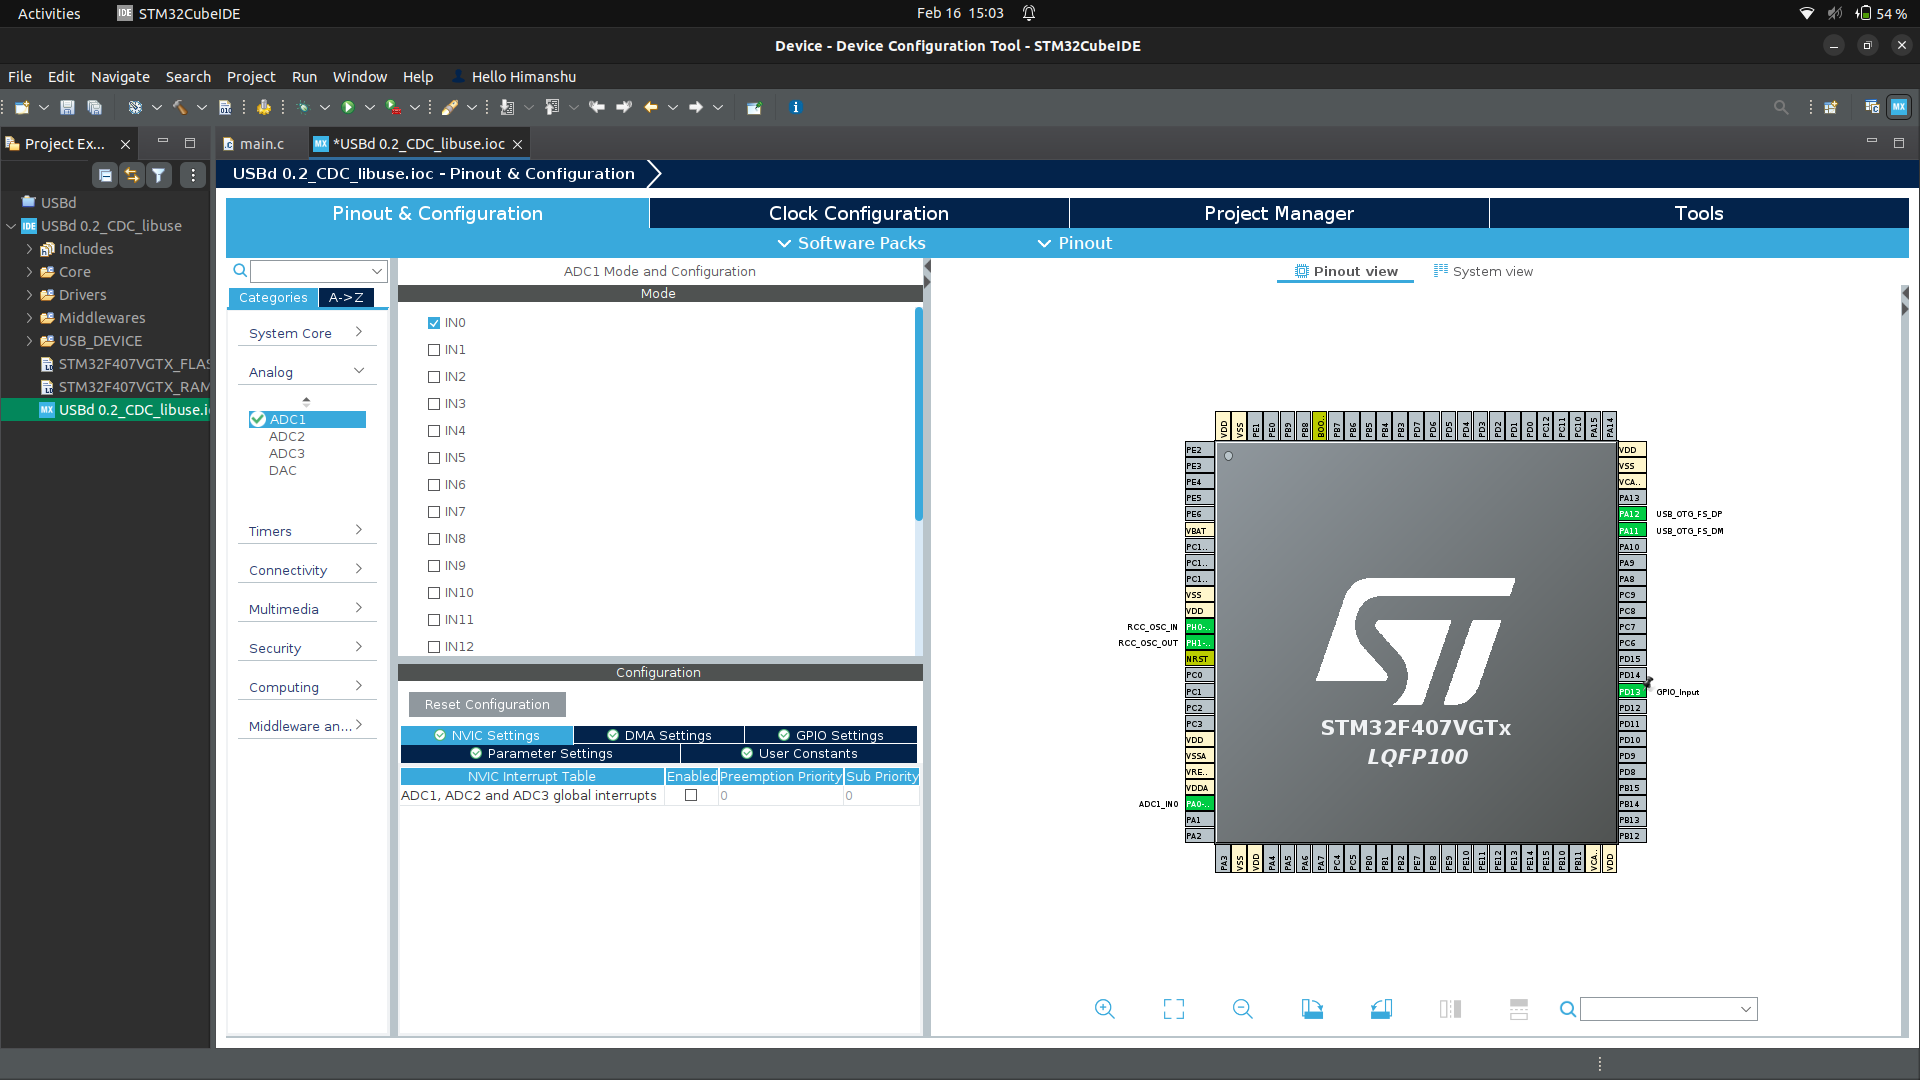 Activities
IDE STM32CubeIDE
Feb 16 15:03
54 %
Device - Device Configuration Tool - STM32CubeIDE
File Edit Navigate Search Project Run Window Help Hello Himanshu
MX
Project Ex...
main.c
MX *USBd 0.2_CDC_libuse.ioc
USBd 0.2_CDC_libuse.ioc - Pinout & Configuration
USBd
IDE USBd 0.2_CDC_libuse
Includes
Core
Drivers
Middlewares
USB_DEVICE
STM32F407VGTX_FLAS
STM32F407VGTX_RAM
MX USBd 0.2_CDC_libuse.i
Pinout & Configuration
Clock Configuration
Project Manager
Tools
Software Packs
Pinout
Categories
A->Z
System Core
Analog
ADC1
ADC2
ADC3
DAC
Timers
Connectivity
Multimedia
Security
Computing
Middleware an...
ADC1 Mode and Configuration
Mode
IN0
IN1
IN2
IN3
IN4
IN5
IN6
IN7
IN8
IN9
IN10
IN11
IN12
Configuration
Reset Configuration
NVIC Settings
DMA Settings
GPIO Settings
Parameter Settings
User Constants
NVIC Interrupt Table Enabled Preemption Priority Sub Priority
ADC1, ADC2 and ADC3 global interrupts 0 0
Pinout view
System view
VDD VSS PE1 PE0 PB9 PB8 BOO.. PB7 PB6 PB5 PB4 PB3 PD7 PD6 PD5 PD4 PD3 PD2 PD1 PD0 PC12 PC11 PC10 PA15 PA14
PE2
PE3
PE4
PE5
PE6
VBAT
PC1..
PC1..
PC1..
VSS
VDD
RCC_OSC_IN PH0-..
RCC_OSC_OUT PH1-..
NRST
PC0
PC1
PC2
PC3
VDD
VSSA
VRE..
VDDA
ADC1_IN0 PA0-..
PA1
PA2
ST
STM32F407VGTx
LQFP100
VDD
VSS
VCA..
PA13
PA12 USB_OTG_FS_DP
PA11 USB_OTG_FS_DM
PA10
PA9
PA8
PC9
PC8
PC7
PC6
PD15
PD14
PD13 GPIO_Input
PD12
PD11
PD10
PD9
PD8
PB15
PB14
PB13
PB12
PA3 VSS VDD PA4 PA5 PA6 PA7 PC4 PC5 PB0 PB1 PB2 PE7 PE8 PE9 PE10 PE11 PE12 PE13 PE14 PE15 PB10 PB11 VCA.. VDD